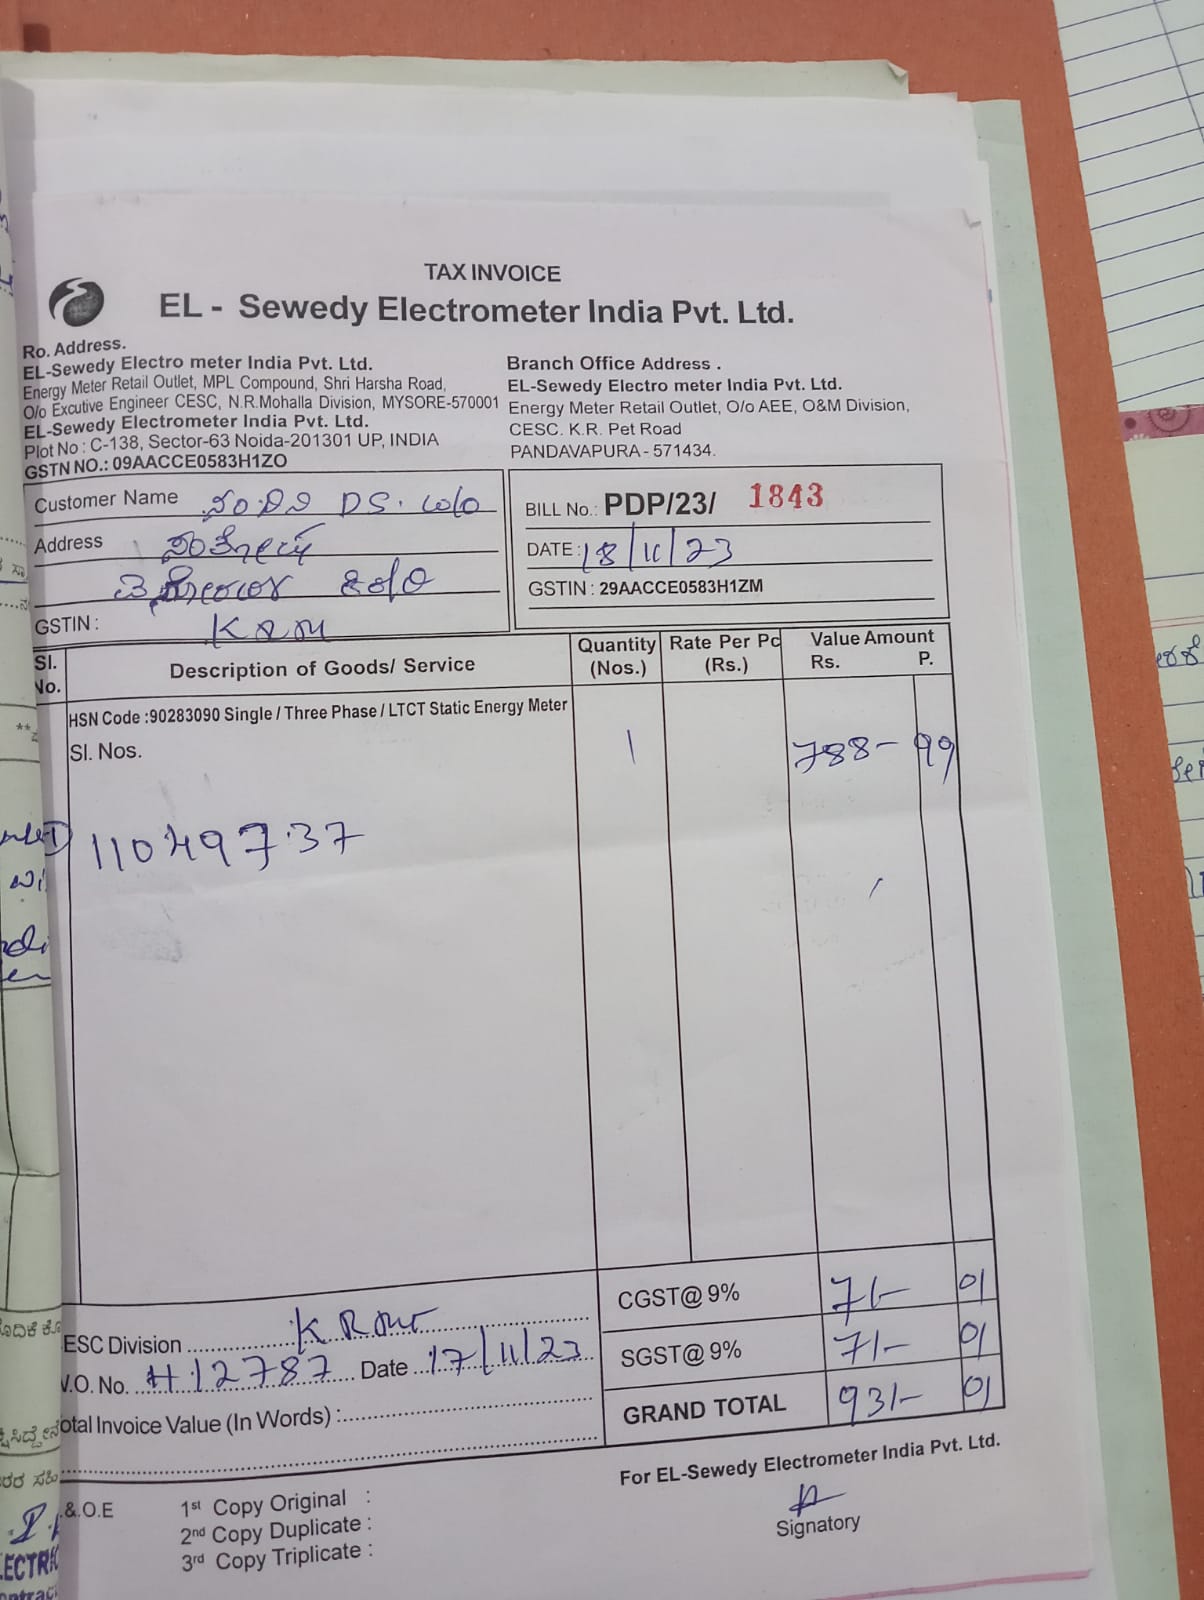 TAX INVOICE
EL - Sewedy Electrometer India Pvt. Ltd.
Ro. Address.
EL-Sewedy Electro meter India Pvt. Ltd.
Energy Meter Retail Outlet, MPL Compound, Shri Harsha Road,
O/o Excutive Engineer CESC, N.R.Mohalla Division, MYSORE-570001
EL-Sewedy Electrometer India Pvt. Ltd.
Plot No : C-138, Sector-63 Noida-201301 UP, INDIA
GSTN NO.: 09AACCE0583H1ZO
Branch Office Address .
EL-Sewedy Electro meter India Pvt. Ltd.
Energy Meter Retail Outlet, O/o AEE, O&M Division,
CESC. K.R. Pet Road
PANDAVAPURA - 571434.
Customer Name DS.
Address
GSTIN : KRM
BILL No.: PDP/23/ 1843
DATE : 18/11/23
GSTIN : 29AACCE0583H1ZM
Sl. No. Description of Goods/ Service Quantity (Nos.) Rate Per Pc (Rs.) Value Amount Rs. P.
HSN Code :90283090 Single / Three Phase / LTCT Static Energy Meter
Sl. Nos. 1 788- 99
CGST@ 9% 71- 01
SGST@ 9% 71- 01
GRAND TOTAL 931- 01
ESC Division
V.O. No. 12787 Date 17/11/23
otal Invoice Value (In Words) :
For EL-Sewedy Electrometer India Pvt. Ltd.
Signatory
.&.O.E
1st Copy Original :
2nd Copy Duplicate :
3rd Copy Triplicate :